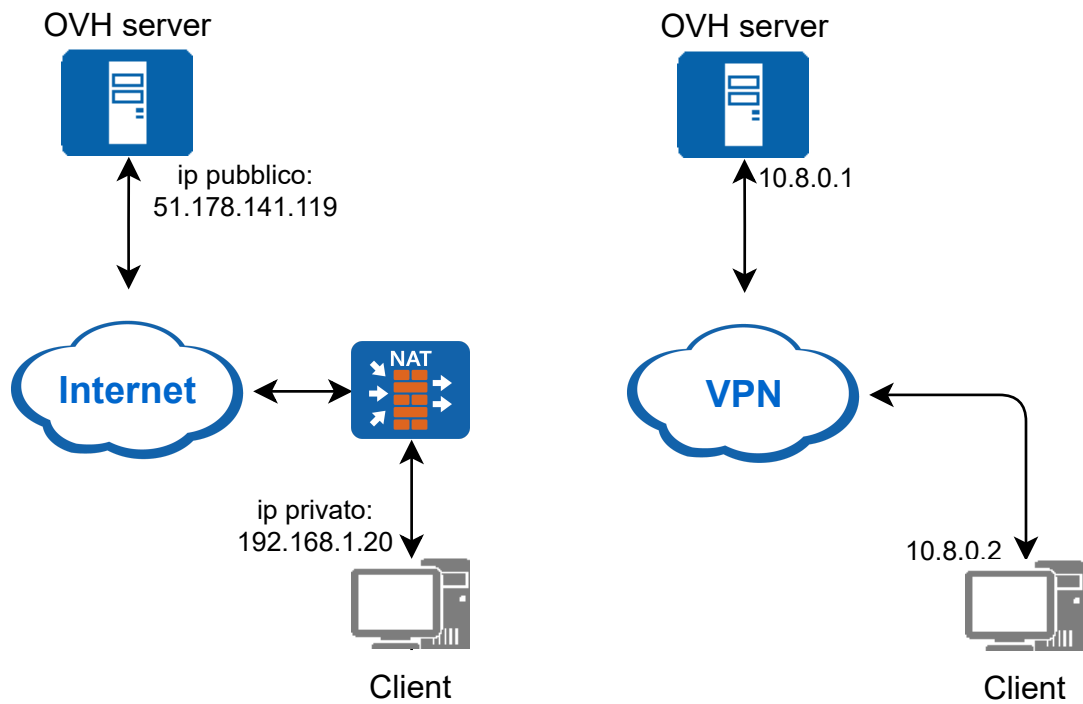 OVH server
ip pubblico:
51.178.141.119
Internet
NAT
ip privato:
192.168.1.20
Client
OVH server
10.8.0.1
VPN
10.8.0.2
Client